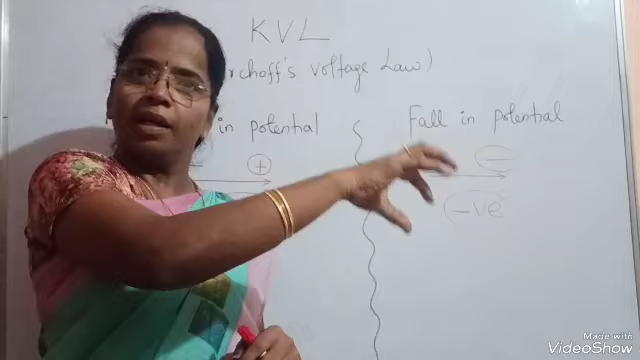 KVL
rchoff's voltage Law)
in potential
Fall in potential
+
−
-ve
Made with
VideoShow